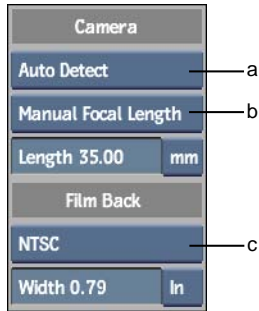 Camera
Auto Detect a
Manual Focal Length b
Length 35.00 mm
Film Back
NTSC c
Width 0.79 In